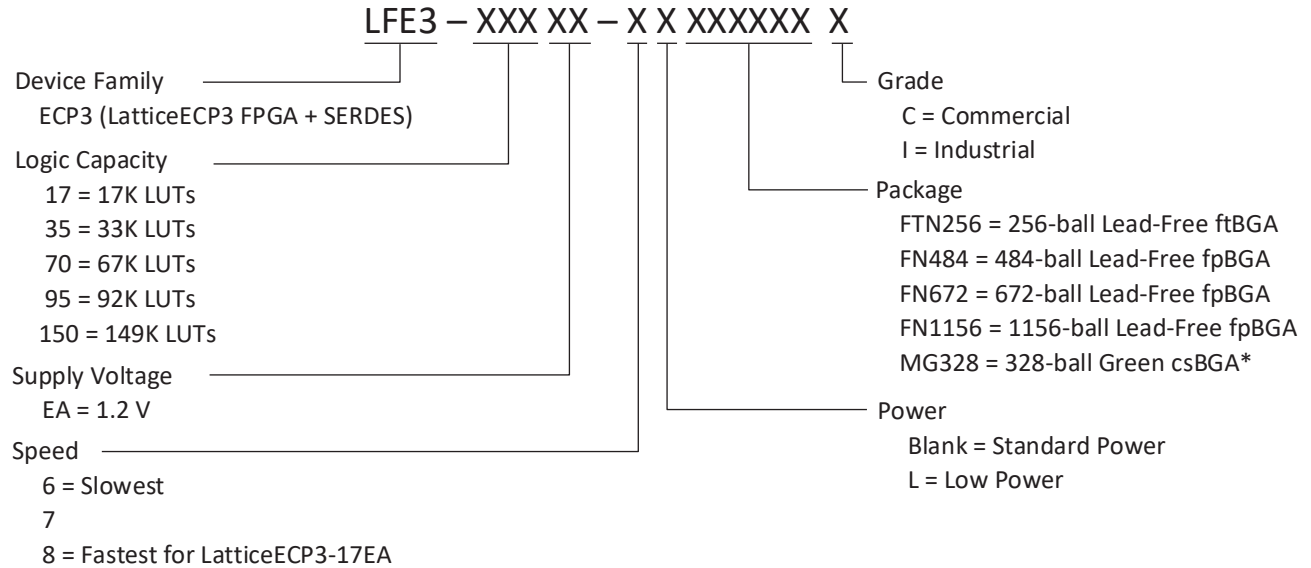 LFE3 – XXX XX – X X XXXXXX X
Device Family
ECP3 (LatticeECP3 FPGA + SERDES)
Logic Capacity
17 = 17K LUTs
35 = 33K LUTs
70 = 67K LUTs
95 = 92K LUTs
150 = 149K LUTs
Supply Voltage
EA = 1.2 V
Speed
6 = Slowest
7
8 = Fastest for LatticeECP3-17EA
Grade
C = Commercial
I = Industrial
Package
FTN256 = 256-ball Lead-Free ftBGA
FN484 = 484-ball Lead-Free fpBGA
FN672 = 672-ball Lead-Free fpBGA
FN1156 = 1156-ball Lead-Free fpBGA
MG328 = 328-ball Green csBGA*
Power
Blank = Standard Power
L = Low Power